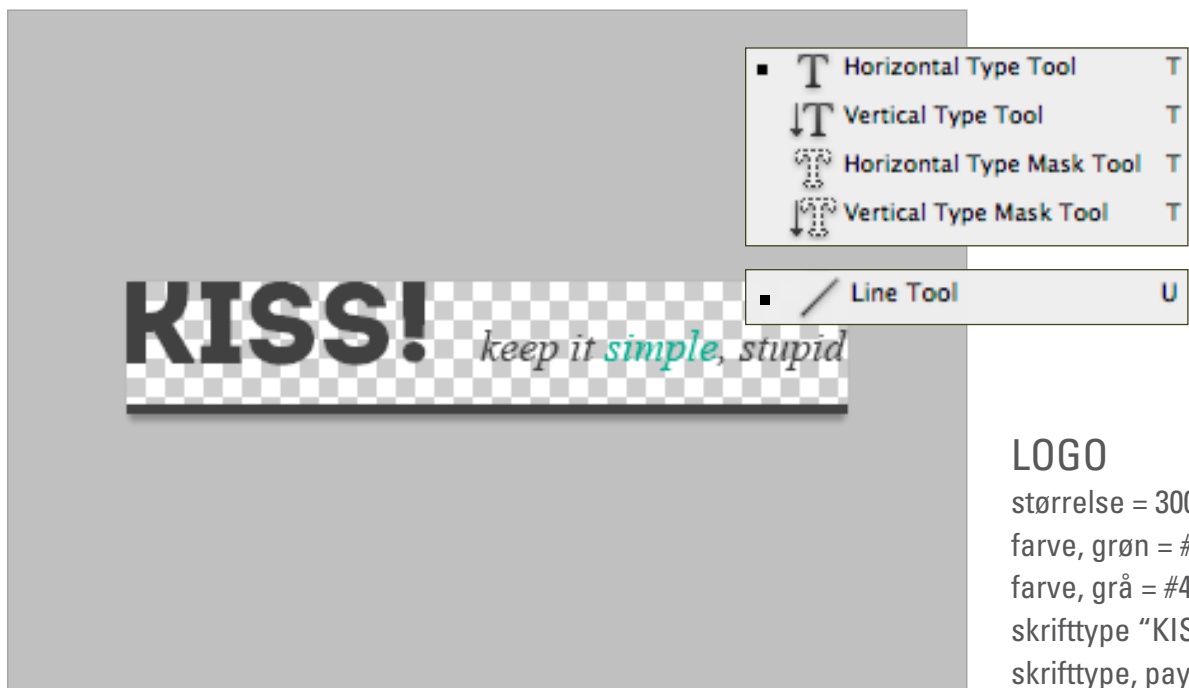 Horizontal Type Tool T
Vertical Type Tool T
Horizontal Type Mask Tool T
Vertical Type Mask Tool T
Line Tool U
KISS!
keep it simple, stupid
LOGO
størrelse = 300
farve, grøn = #
farve, grå = #4
skrifttype “KIS
skrifttype, pay